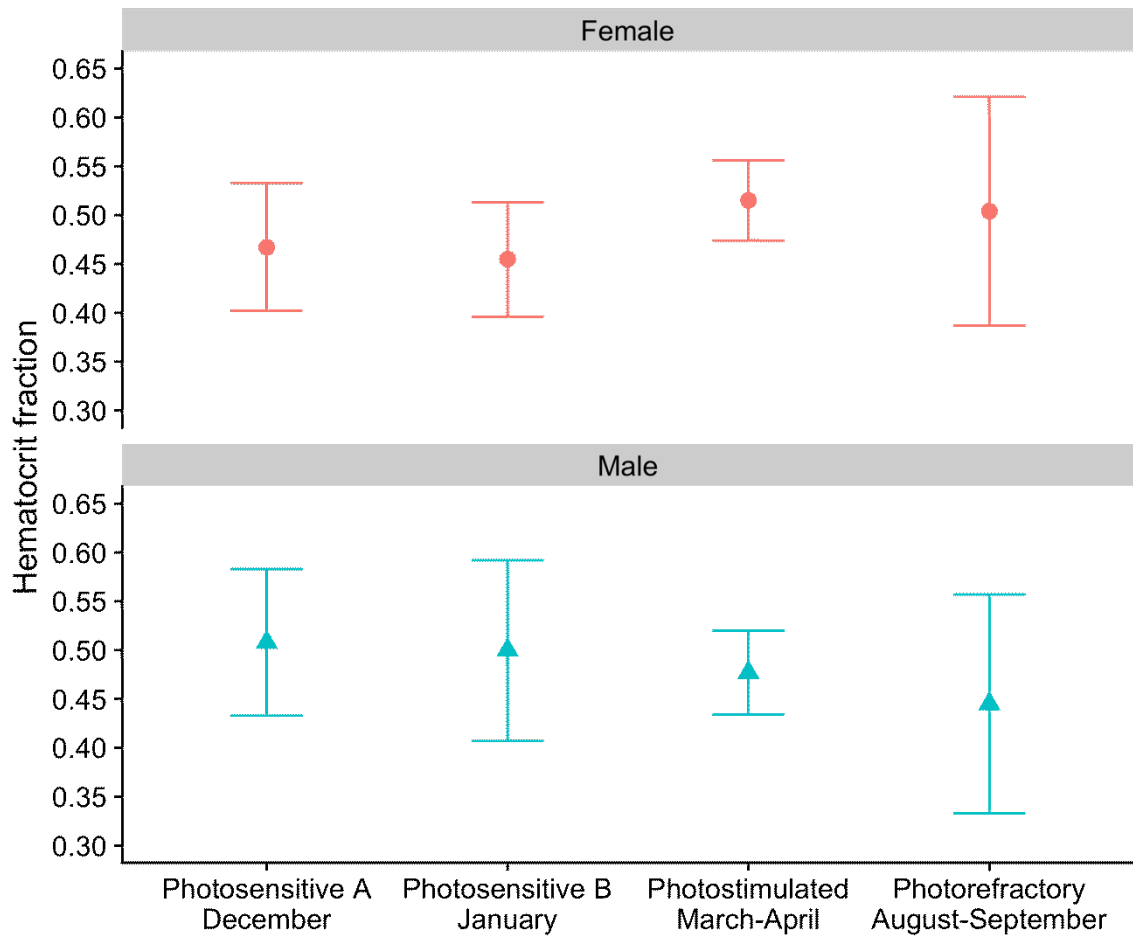 Female
0.65
0.60
0.55
0.50
0.45
0.40
0.35
0.30
Hematocrit fraction
Male
0.65
0.60
0.55
0.50
0.45
0.40
0.35
0.30
Photosensitive A
December
Photosensitive B
January
Photostimulated
March-April
Photorefractory
August-September